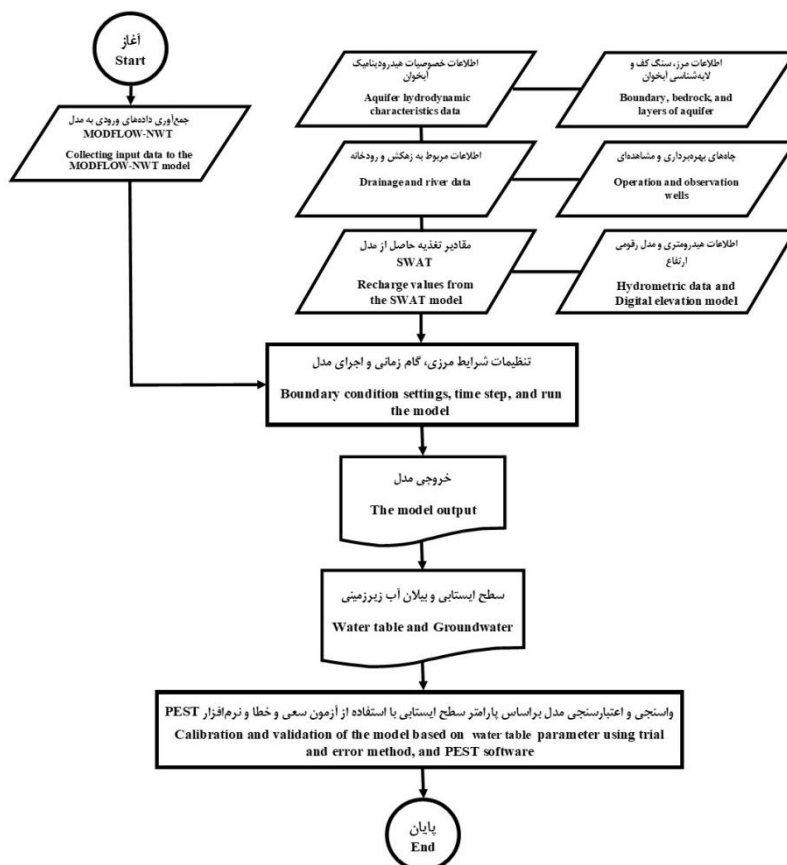 آغاز
Start
جمع‌آوری داده‌های ورودی به مدل
MODFLOW-NWT
Collecting input data to the
MODFLOW-NWT model
اطلاعات خصوصیات هیدرودینامیک
آبخوان
Aquifer hydrodynamic
characteristics data
اطلاعات مرز، سنگ کف و
لایه‌شناسی آبخوان
Boundary, bedrock, and
layers of aquifer
اطلاعات مربوط به زهکش و رودخانه
Drainage and river data
چاه‌های بهره‌برداری و مشاهده‌ای
Operation and observation
wells
مقادیر تغذیه حاصل از مدل
SWAT
Recharge values from
the SWAT model
اطلاعات هیدرومتری و مدل رقومی
ارتفاع
Hydrometric data and
Digital elevation model
تنظیمات شرایط مرزی، گام زمانی و اجرای مدل
Boundary condition settings, time step, and run
the model
خروجی مدل
The model output
سطح ایستابی و بیلان آب زیرزمینی
Water table and Groundwater
واسنجی و اعتبارسنجی مدل براساس پارامتر سطح ایستابی با استفاده از آزمون سعی و خطا و نرم‌افزار PEST
Calibration and validation of the model based on water table parameter using trial
and error method, and PEST software
پایان
End